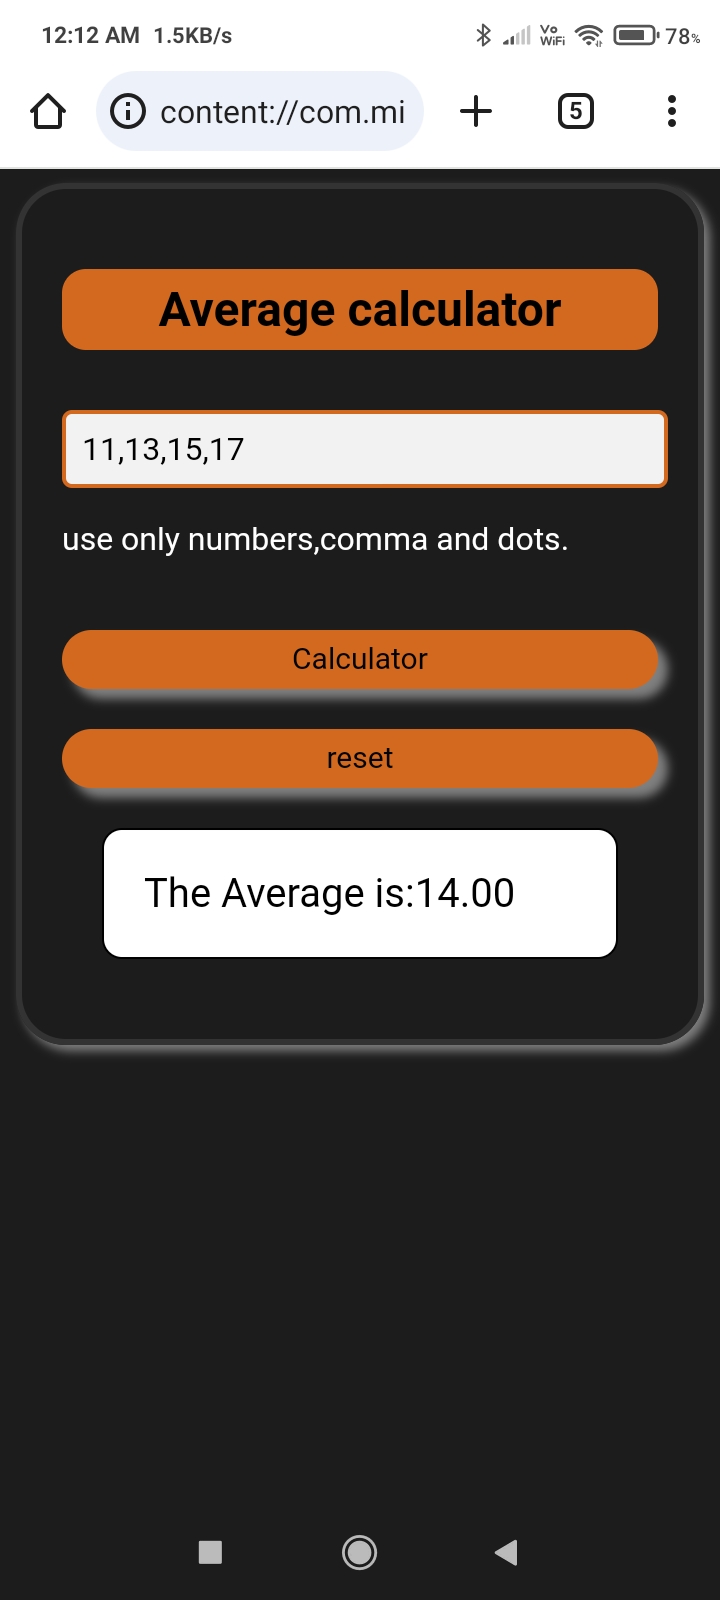 12:12 AM 1.5KB/s
Vo
WiFi
78%
content://com.mi
5
Average calculator
11,13,15,17
use only numbers,comma and dots.
Calculator
reset
The Average is:14.00